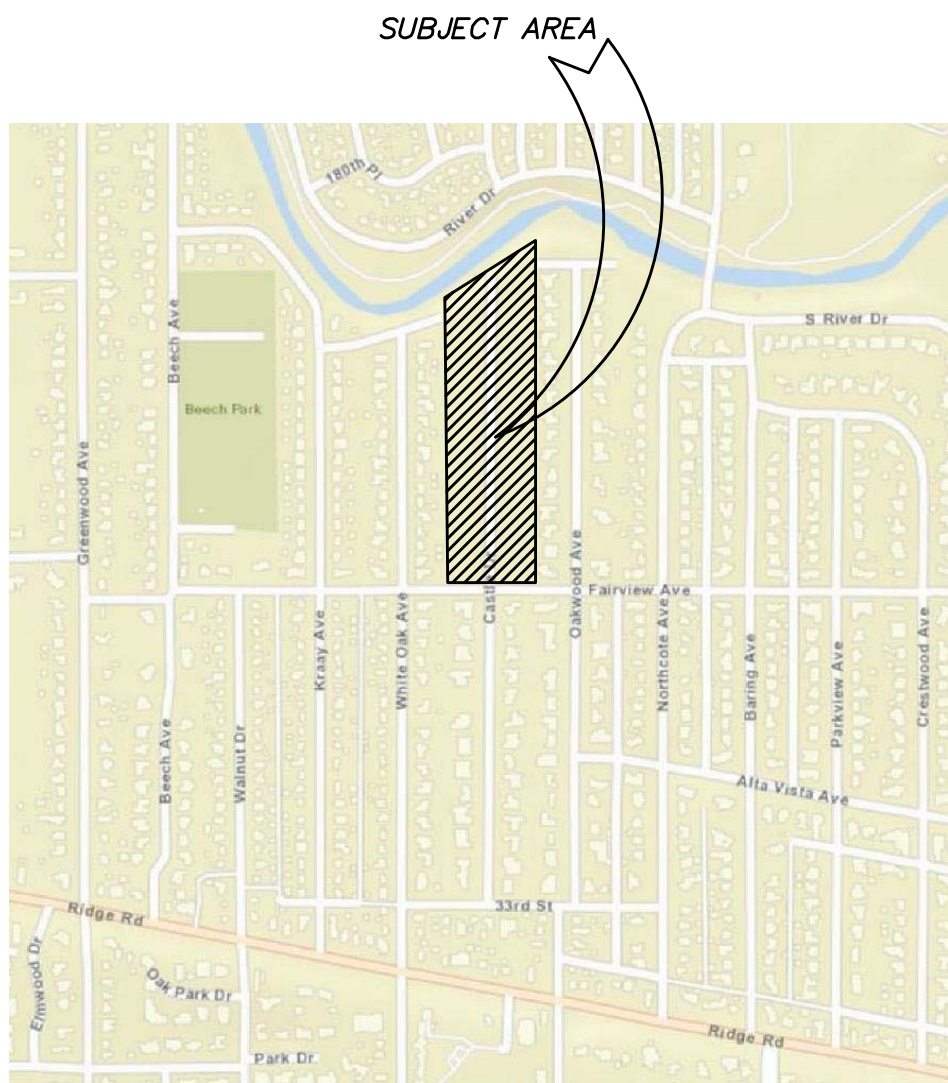 SUBJECT AREA
180th Pl
River Dr
S River Dr
Beech Ave
Beech Park
Greenwood Ave
Oakwood Ave
Fairview Ave
Kraay Ave
White Oak Ave
Northcote Ave
Baring Ave
Parkview Ave
Crestwood Ave
Beech Ave
Walnut Dr
Alta Vista Ave
Ridge Rd
33rd St
Elmwood Dr
Oak Park Dr
Park Dr
Ridge Rd